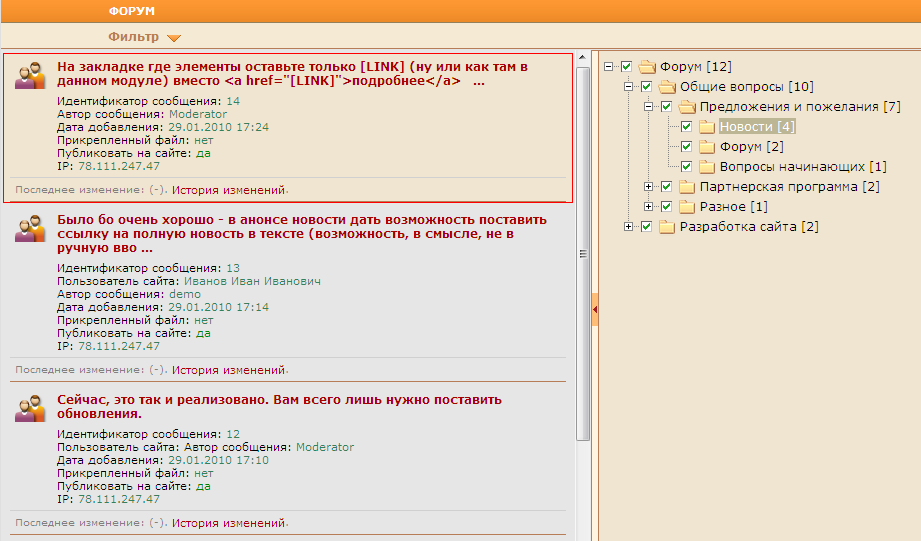 ФОРУМ
Фильтр
На закладке где элементы оставьте только [LINK] (ну или как там в
данном модуле) вместо <a href="[LINK]">подробнее</a> ...
Идентификатор сообщения: 14
Автор сообщения: Moderator
Дата добавления: 29.01.2010 17:24
Прикрепленный файл: нет
Публиковать на сайте: да
IP: 78.111.247.47
Последнее изменение: (-). История изменений.
Было бо очень хорошо - в анонсе новости дать возможность поставить
ссылку на полную новость в тексте (возможность, в смысле, не в
ручную вво ...
Идентификатор сообщения: 13
Пользователь сайта: Иванов Иван Иванович
Автор сообщения: demo
Дата добавления: 29.01.2010 17:14
Прикрепленный файл: нет
Публиковать на сайте: да
IP: 78.111.247.47
Последнее изменение: (-). История изменений.
Сейчас, это так и реализовано. Вам всего лишь нужно поставить
обновления.
Идентификатор сообщения: 12
Пользователь сайта: Автор сообщения: Moderator
Дата добавления: 29.01.2010 17:10
Прикрепленный файл: нет
Публиковать на сайте: да
IP: 78.111.247.47
Последнее изменение: (-). История изменений.
Форум [12]
Общие вопросы [10]
Предложения и пожелания [7]
Новости [4]
Форум [2]
Вопросы начинающих [1]
Партнерская программа [2]
Разное [1]
Разработка сайта [2]